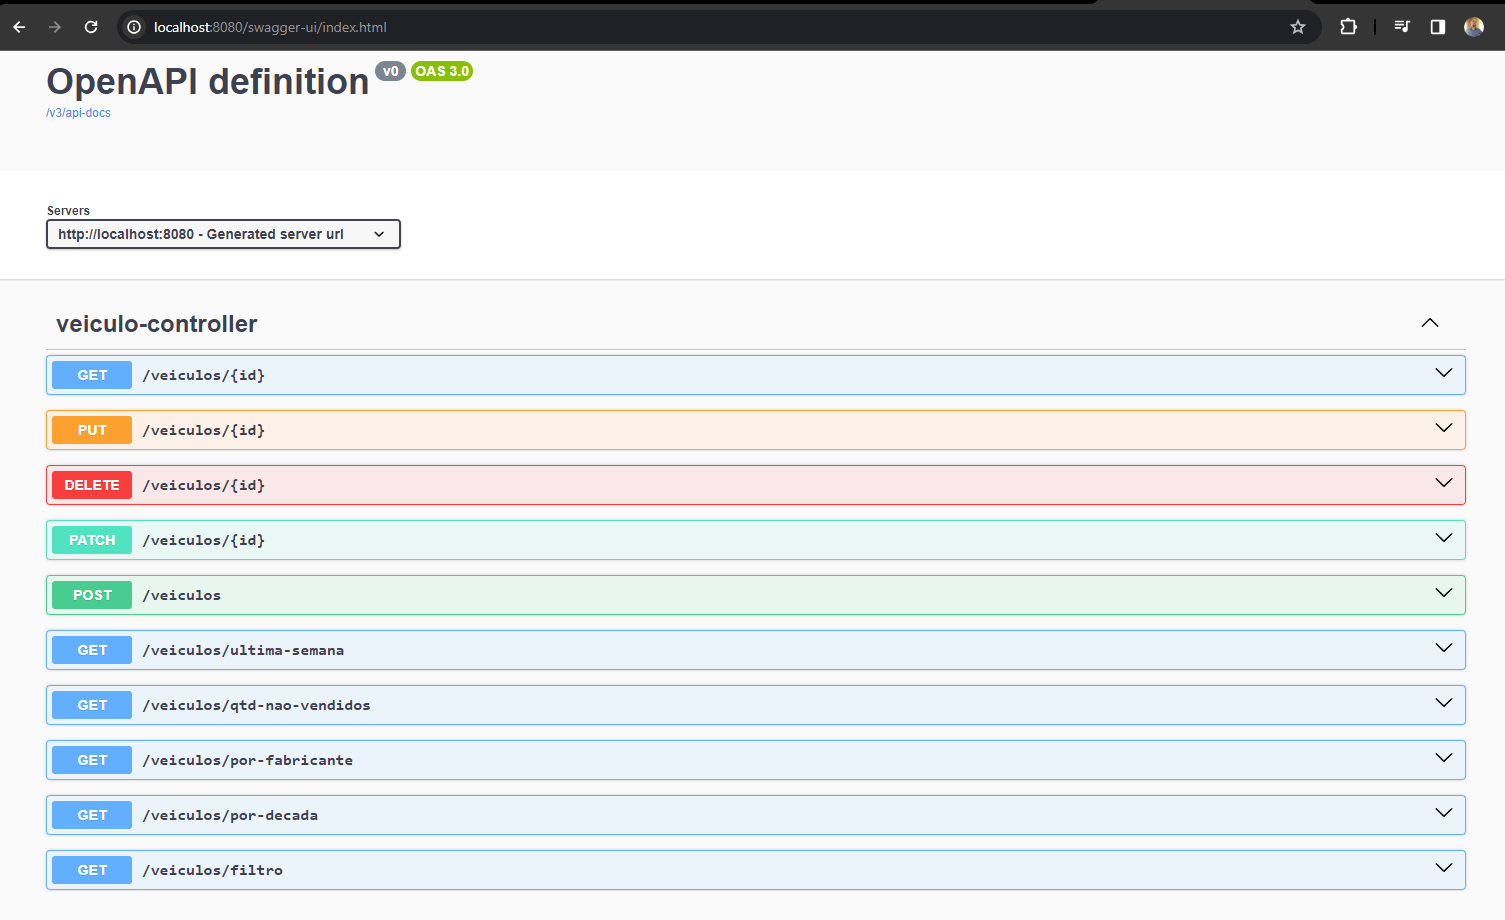 localhost:8080/swagger-ui/index.html
OpenAPI definition v0 OAS 3.0
/v3/api-docs
Servers
http://localhost:8080 - Generated server url
veiculo-controller
GET /veiculos/{id}
PUT /veiculos/{id}
DELETE /veiculos/{id}
PATCH /veiculos/{id}
POST /veiculos
GET /veiculos/ultima-semana
GET /veiculos/qtd-nao-vendidos
GET /veiculos/por-fabricante
GET /veiculos/por-decada
GET /veiculos/filtro